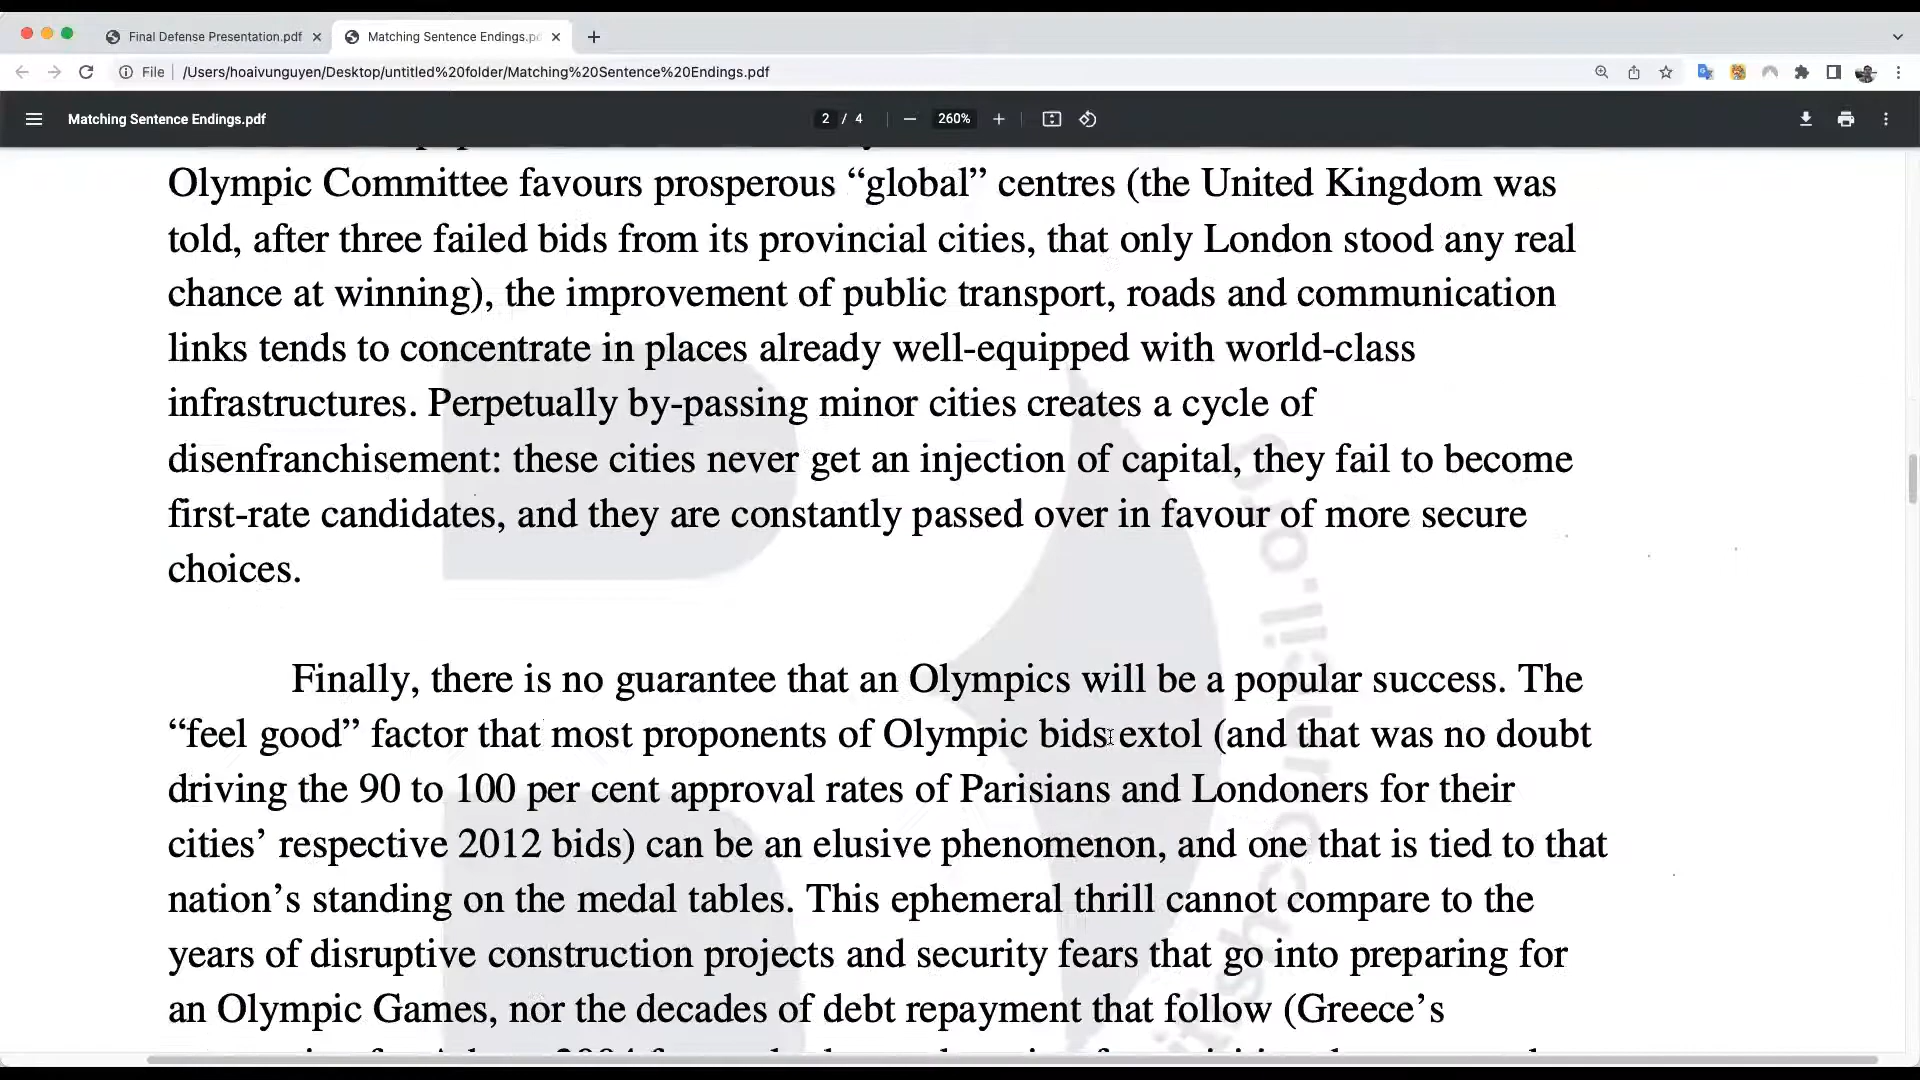 Final Defense Presentation.pdf
Matching Sentence Endings.p
File
/Users/hoaivunguyen/Desktop/untitled%20folder/Matching%20Sentence%20Endings.pdf
Matching Sentence Endings.pdf
2 / 4
260%
Olympic Committee favours prosperous “global” centres (the United Kingdom was
told, after three failed bids from its provincial cities, that only London stood any real
chance at winning), the improvement of public transport, roads and communication
links tends to concentrate in places already well-equipped with world-class
infrastructures. Perpetually by-passing minor cities creates a cycle of
disenfranchisement: these cities never get an injection of capital, they fail to become
first-rate candidates, and they are constantly passed over in favour of more secure
choices.
Finally, there is no guarantee that an Olympics will be a popular success. The
“feel good” factor that most proponents of Olympic bids extol (and that was no doubt
driving the 90 to 100 per cent approval rates of Parisians and Londoners for their
cities’ respective 2012 bids) can be an elusive phenomenon, and one that is tied to that
nation’s standing on the medal tables. This ephemeral thrill cannot compare to the
years of disruptive construction projects and security fears that go into preparing for
an Olympic Games, nor the decades of debt repayment that follow (Greece’s